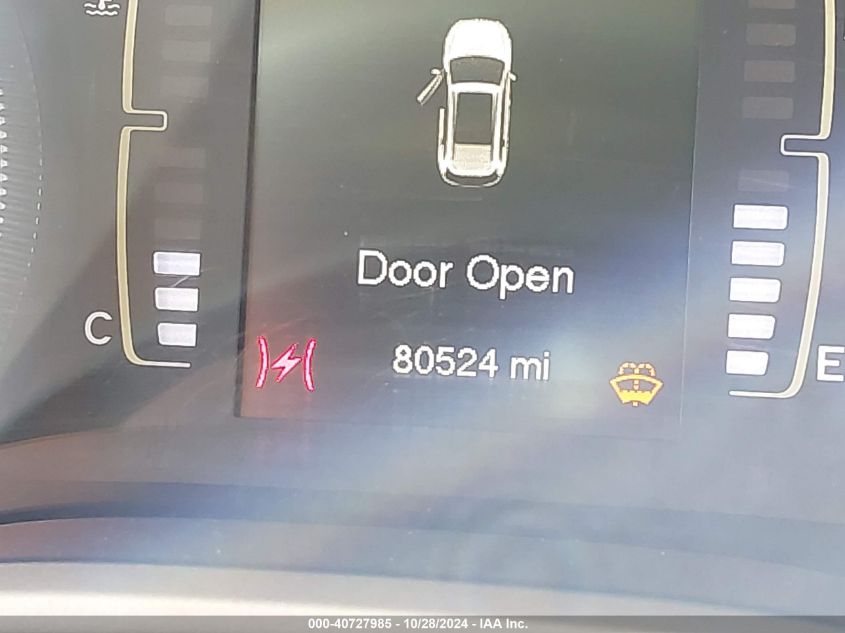 Door Open
C
80524 mi
E
000-40727985 - 10/28/2024 - IAA Inc.